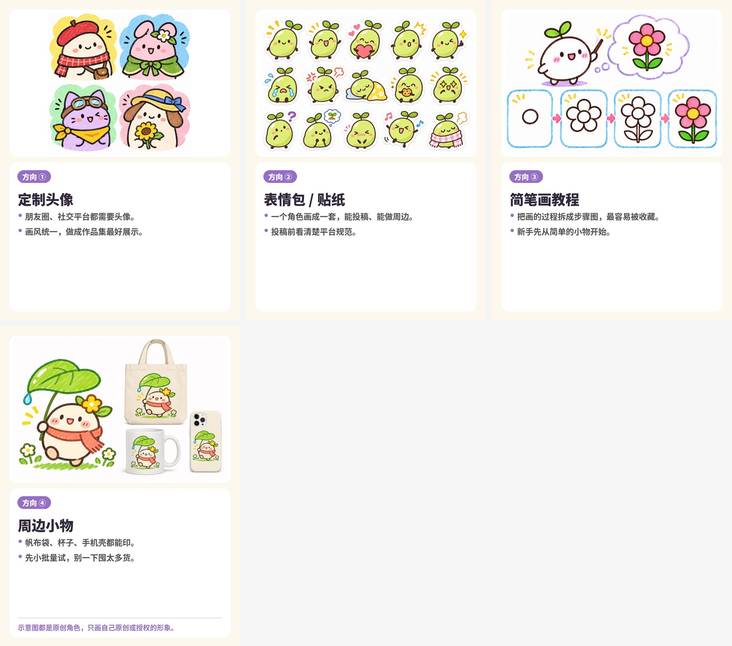 方向 ①
定制头像
朋友圈、社交平台都需要头像。
画风统一，做成作品集最好展示。
方向 ②
表情包 / 贴纸
一个角色画成一套，能投稿、能做周边。
投稿前看清楚平台规范。
方向 ③
简笔画教程
把画的过程拆成步骤图，最容易被收藏。
新手先从简单的小物开始。
方向 ④
周边小物
帆布袋、杯子、手机壳都能印。
先小批量试，别一下囤太多货。
示意图都是原创角色，只画自己原创或授权的形象。